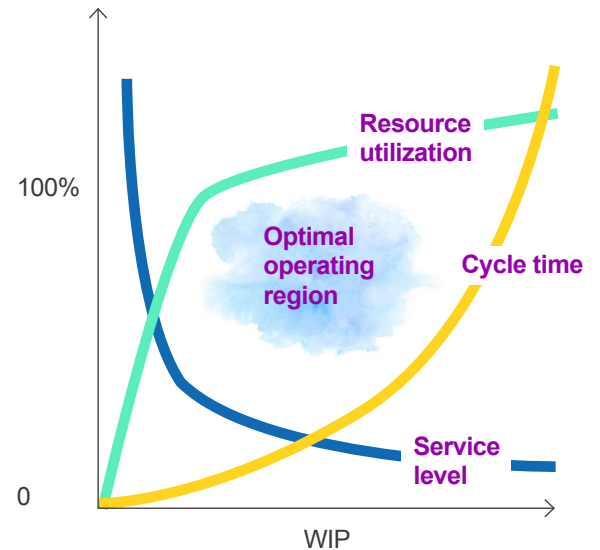 Resource
utilization
100%
Optimal
operating
region
Cycle time
Service
level
0
WIP